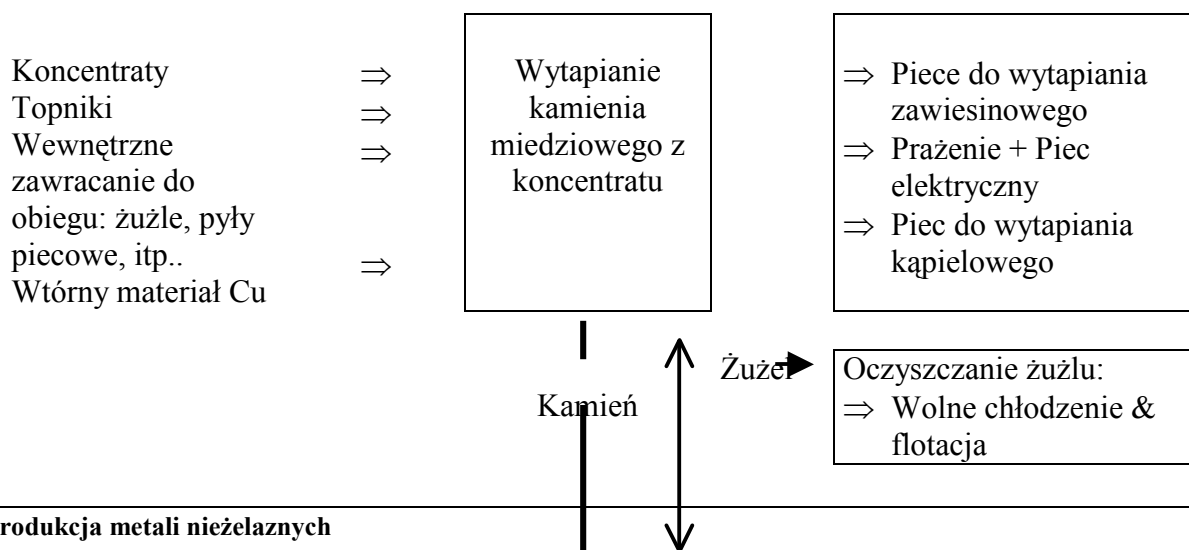 Koncentraty ⇒
Topniki ⇒
Wewnętrzne ⇒
zawracanie do
obiegu: żużle, pyły
piecowe, itp.. ⇒
Wtórny materiał Cu
Wytapianie
kamienia
miedziowego z
koncentratu
⇒ Piece do wytapiania
zawiesinowego
⇒ Prażenie + Piec
elektryczny
⇒ Piec do wytapiania
kąpielowego
Żużel
Kamień
Oczyszczanie żużlu:
⇒ Wolne chłodzenie &
flotacja
rodukcja metali nieżelaznych